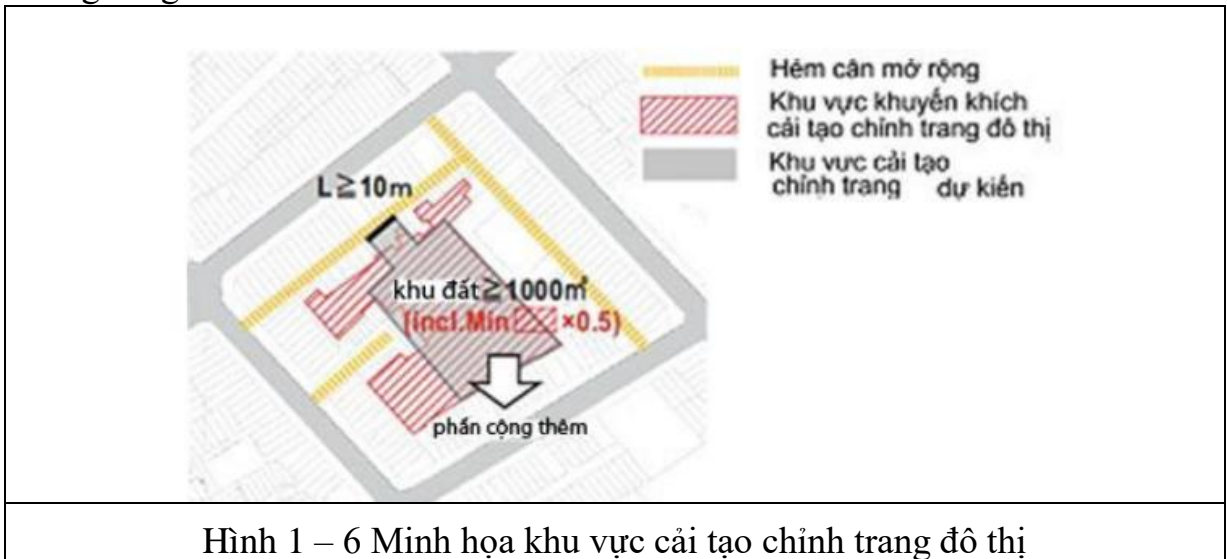 Hẻm cân mở rộng
Khu vực khuyến khích
cải tạo chỉnh trang đô thị
Khu vưc cải tạo
chỉnh trang dự kiến
L≧10m
khu đất≧1000㎡
(incl.Min ×0.5)
phần cộng thêm
Hình 1 – 6 Minh họa khu vực cải tạo chỉnh trang đô thị